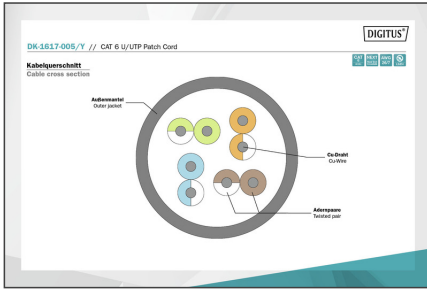 DIGITUS®
DK-1617-005/Y // CAT 6 U/UTP Patch Cord
Kabelquerschnitt
Cable cross section
Außenmantel
Outer jacket
Cu-Draht
Cu-Wire
Aderspaare
Twisted pair